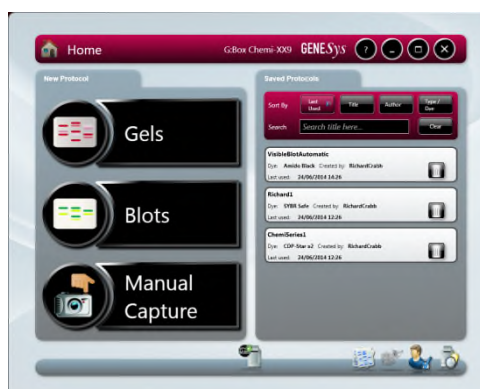 Home
G:Box Chemi-XX9 GENESys ?
New Protocol
Gels
Blots
Manual
Capture
Saved Protocols
Sort By Last Used Title Author Type / Dye
Search Search title here... Clear
VisibleBlotAutomatic
Dye: Amido Black Created by: RichardCrabb
Last used: 24/06/2014 14:26
Richard1
Dye: SYBR Safe Created by: RichardCrabb
Last used: 24/06/2014 12:26
ChemiSeries1
Dye: CDP-Star x2 Created by: RichardCrabb
Last used: 24/06/2014 12:26